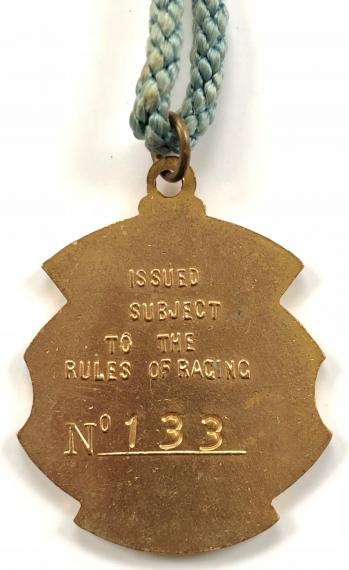 ISSUED
SUBJECT
TO THE
RULES OF RACING
Nº 133